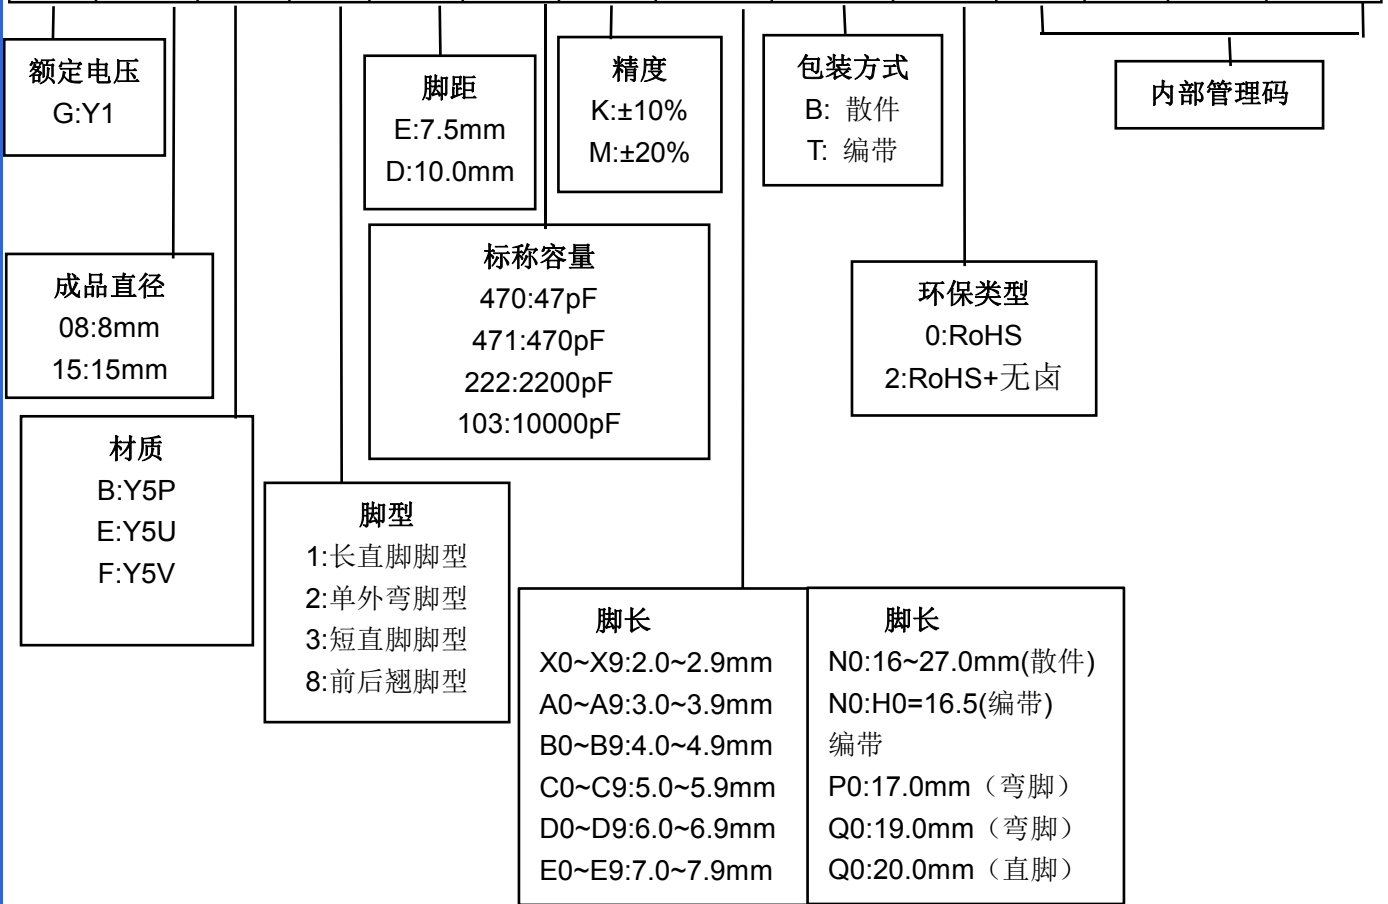 额定电压
G:Y1
脚距
E:7.5mm
D:10.0mm
精度
K:±10%
M:±20%
包装方式
B: 散件
T: 编带
内部管理码
成品直径
08:8mm
15:15mm
标称容量
470:47pF
471:470pF
222:2200pF
103:10000pF
环保类型
0:RoHS
2:RoHS+无卤
材质
B:Y5P
E:Y5U
F:Y5V
脚型
1:长直脚脚型
2:单外弯脚型
3:短直脚脚型
8:前后翘脚型
脚长
X0~X9:2.0~2.9mm
A0~A9:3.0~3.9mm
B0~B9:4.0~4.9mm
C0~C9:5.0~5.9mm
D0~D9:6.0~6.9mm
E0~E9:7.0~7.9mm
脚长
N0:16~27.0mm(散件)
N0:H0=16.5(编带)
编带
P0:17.0mm（弯脚）
Q0:19.0mm（弯脚）
Q0:20.0mm（直脚）